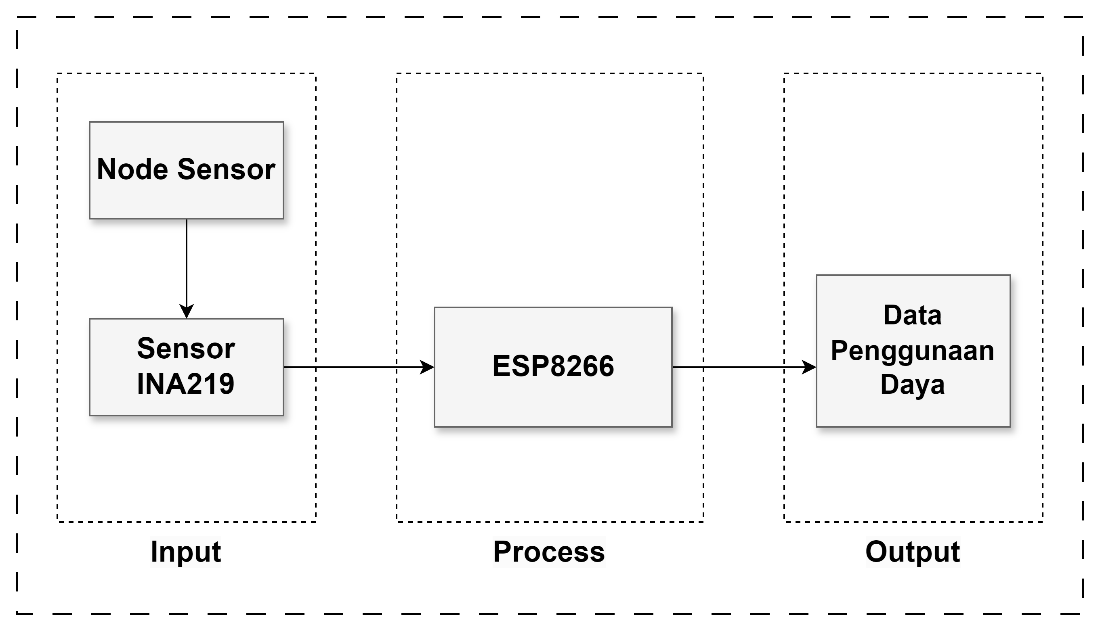 Node Sensor
Sensor
INA219
Input
ESP8266
Process
Data
Penggunaan
Daya
Output